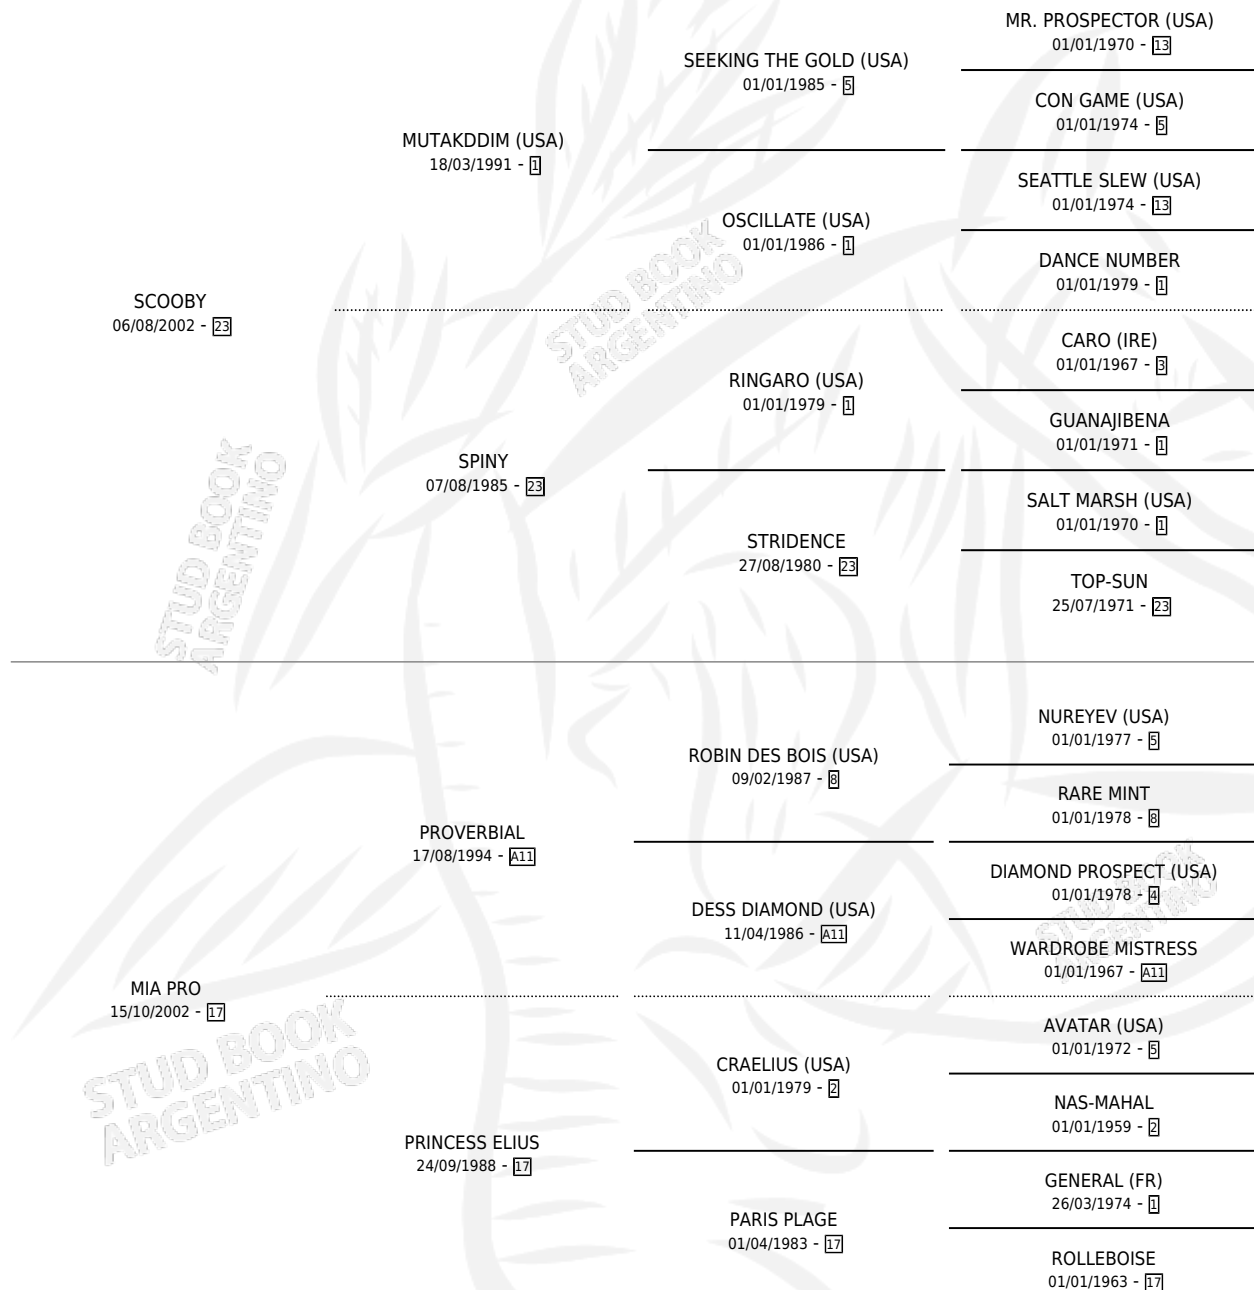 MR. PROSPECTOR (USA)
01/01/1970 - 13
SEEKING THE GOLD (USA)
01/01/1985 - 5
CON GAME (USA)
01/01/1974 - 5
MUTAKDDIM (USA)
18/03/1991 - 1
SEATTLE SLEW (USA)
01/01/1974 - 13
OSCILLATE (USA)
01/01/1986 - 1
DANCE NUMBER
01/01/1979 - 1
SCOOBY
06/08/2002 - 23
STUD BOOK
ARGENTINO
CARO (IRE)
01/01/1967 - 3
RINGARO (USA)
01/01/1979 - 1
GUANAJIBENA
01/01/1971 - 1
SPINY
07/08/1985 - 23
SALT MARSH (USA)
01/01/1970 - 1
STRIDENCE
27/08/1980 - 23
TOP-SUN
25/07/1971 - 23
STUD BOOK
ARGENTINO
NUREYEV (USA)
01/01/1977 - 5
ROBIN DES BOIS (USA)
09/02/1987 - 8
RARE MINT
01/01/1978 - 8
PROVERBIAL
17/08/1994 - A11
DIAMOND PROSPECT (USA)
01/01/1978 - 4
DESS DIAMOND (USA)
11/04/1986 - A11
STUD BOOK
ARGENTINO
WARDROBE MISTRESS
01/01/1967 - A11
MIA PRO
15/10/2002 - 17
AVATAR (USA)
01/01/1972 - 5
CRAELIUS (USA)
01/01/1979 - 2
NAS-MAHAL
01/01/1959 - 2
STUD BOOK
ARGENTINO
PRINCESS ELIUS
24/09/1988 - 17
GENERAL (FR)
26/03/1974 - 1
PARIS PLAGE
01/04/1983 - 17
ROLLEBOISE
01/01/1963 - 17